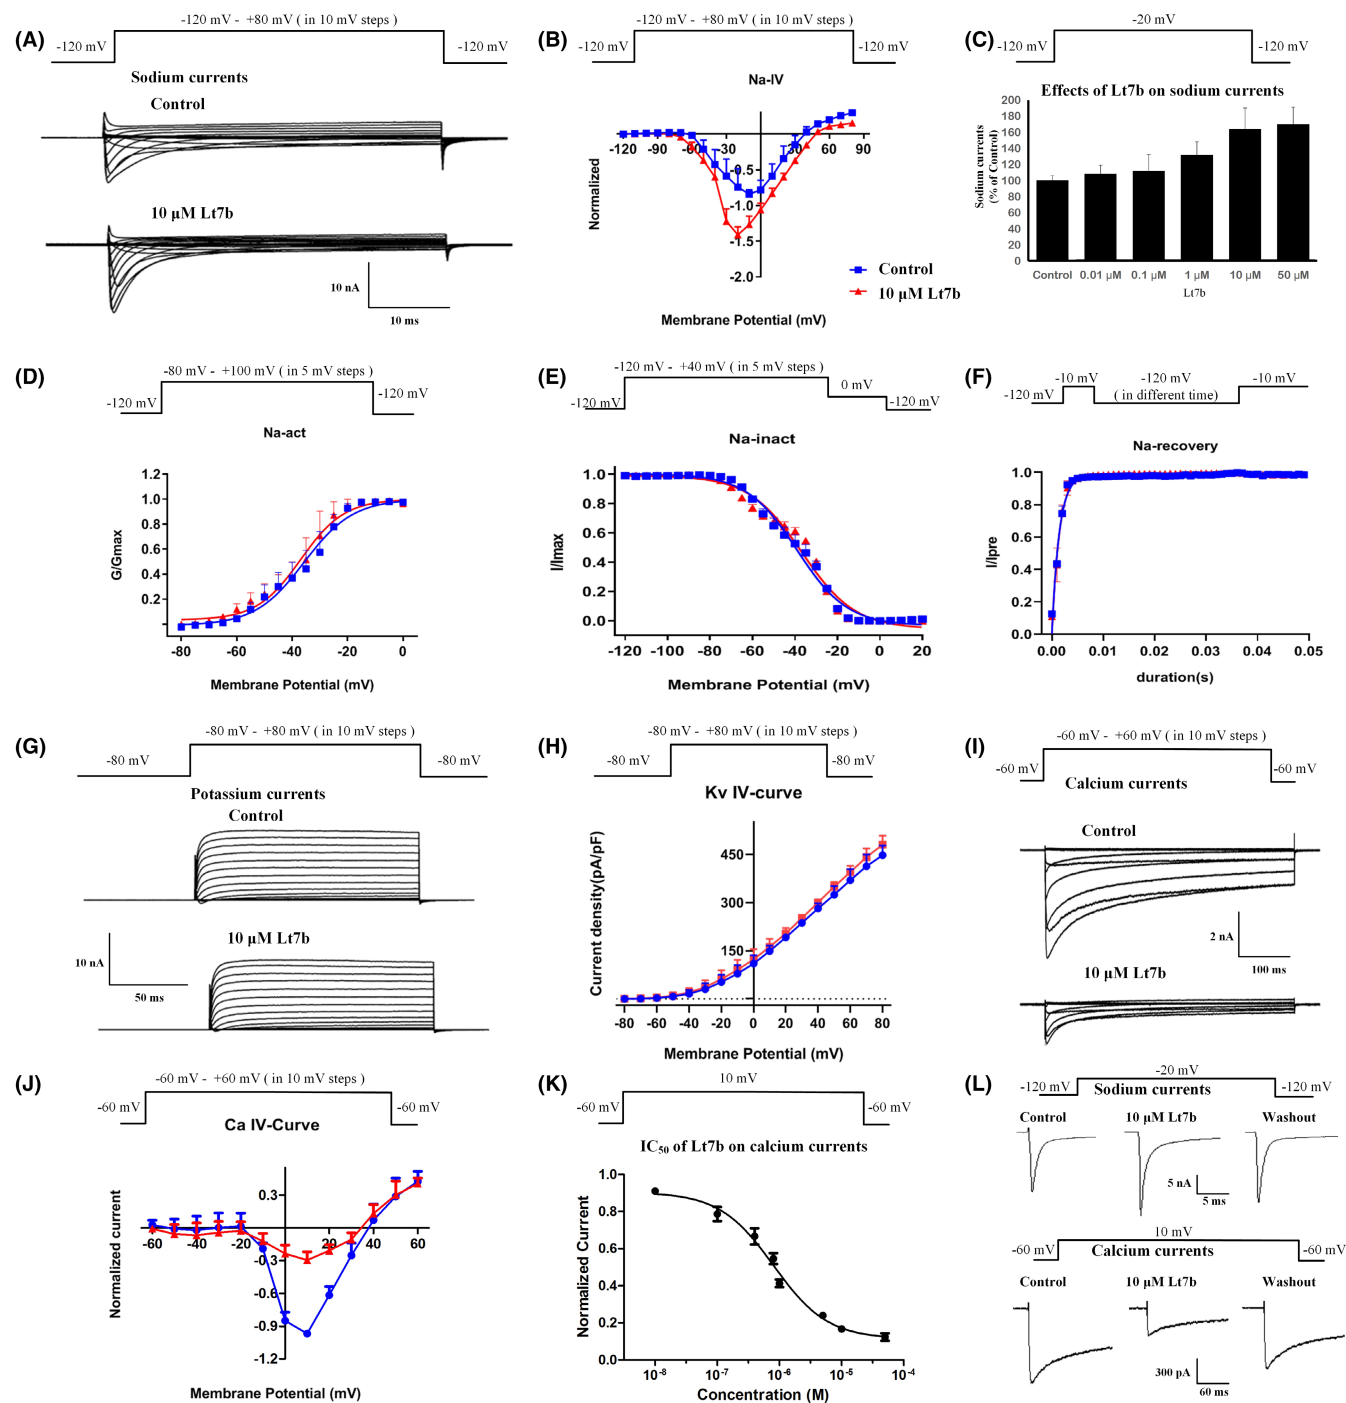 (A)
-120 mV - +80 mV ( in 10 mV steps )
-120 mV
-120 mV
Sodium currents
Control
10 μM Lt7b
10 nA
10 ms
(B)
-120 mV - +80 mV ( in 10 mV steps )
-120 mV
-120 mV
Na-IV
Normalized
-120 -90 -60 -30 30 60 90
-0.5
-1.0
-1.5
-2.0
Control
10 μM Lt7b
Membrane Potential (mV)
(C)
-20 mV
-120 mV
-120 mV
Effects of Lt7b on sodium currents
Sodium currents
(% of Control)
200
180
160
140
120
100
80
60
40
20
0
Control 0.01 μM 0.1 μM 1 μM 10 μM 50 μM
Lt7b
(D)
-80 mV - +100 mV ( in 5 mV steps )
-120 mV
-120 mV
Na-act
G/Gmax
1.2
1.0
0.8
0.6
0.4
0.2
-80 -60 -40 -20 0
Membrane Potential (mV)
(E)
-120 mV - +40 mV ( in 5 mV steps )
0 mV
-120 mV
-120 mV
Na-inact
I/Imax
1.0
0.8
0.6
0.4
0.2
0.0
-120 -100 -80 -60 -40 -20 0 20
Membrane Potential (mV)
(F)
-10 mV
-120 mV
-10 mV
-120 mV
( in different time)
Na-recovery
I/Ipre
1.0
0.8
0.6
0.4
0.2
0.0
0.00 0.01 0.02 0.03 0.04 0.05
duration(s)
(G)
-80 mV - +80 mV ( in 10 mV steps )
-80 mV
-80 mV
Potassium currents
Control
10 μM Lt7b
10 nA
50 ms
(H)
-80 mV - +80 mV ( in 10 mV steps )
-80 mV
-80 mV
Kv IV-curve
Current density(pA/pF)
450
300
150
-80 -60 -40 -20 0 20 40 60 80
Membrane Potential (mV)
(I)
-60 mV - +60 mV ( in 10 mV steps )
-60 mV
-60 mV
Calcium currents
Control
2 nA
100 ms
10 μM Lt7b
(J)
-60 mV - +60 mV ( in 10 mV steps )
-60 mV
-60 mV
Ca IV-Curve
Normalized current
0.3
-60 -40 -20 20 40 60
-0.3
-0.6
-0.9
-1.2
Membrane Potential (mV)
(K)
10 mV
-60 mV
-60 mV
IC50 of Lt7b on calcium currents
Normalized Current
1.0
0.8
0.6
0.4
0.2
0.0
10-8 10-7 10-6 10-5 10-4
Concentration (M)
(L)
-20 mV
-120 mV
-120 mV
Sodium currents
Control
10 μM Lt7b
Washout
5 nA
5 ms
10 mV
-60 mV
-60 mV
Calcium currents
Control
10 μM Lt7b
Washout
300 pA
60 ms